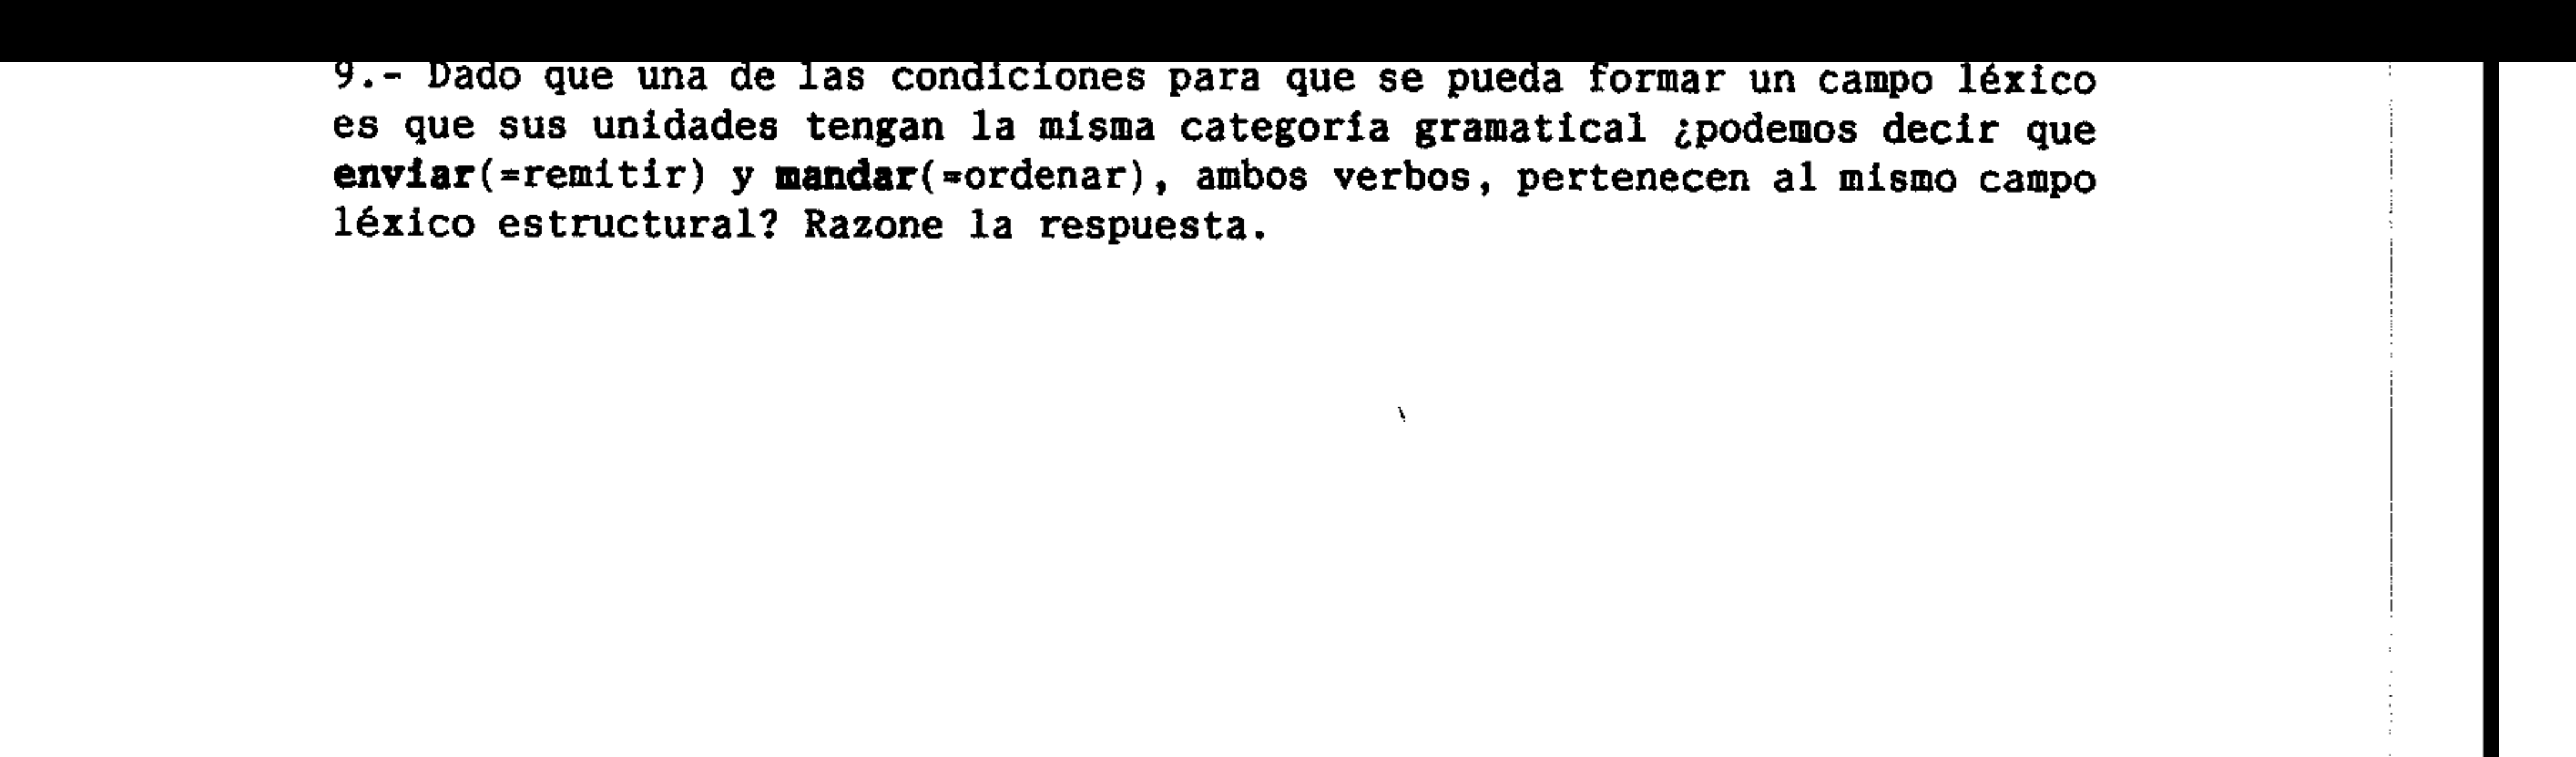 9.- Dado que una de las condiciones para que se pueda formar un campo léxico
es que sus unidades tengan la misma categoría gramatical ¿podemos decir que
enviar(=remitir) y mandar(=ordenar), ambos verbos, pertenecen al mismo campo
léxico estructural? Razone la respuesta.